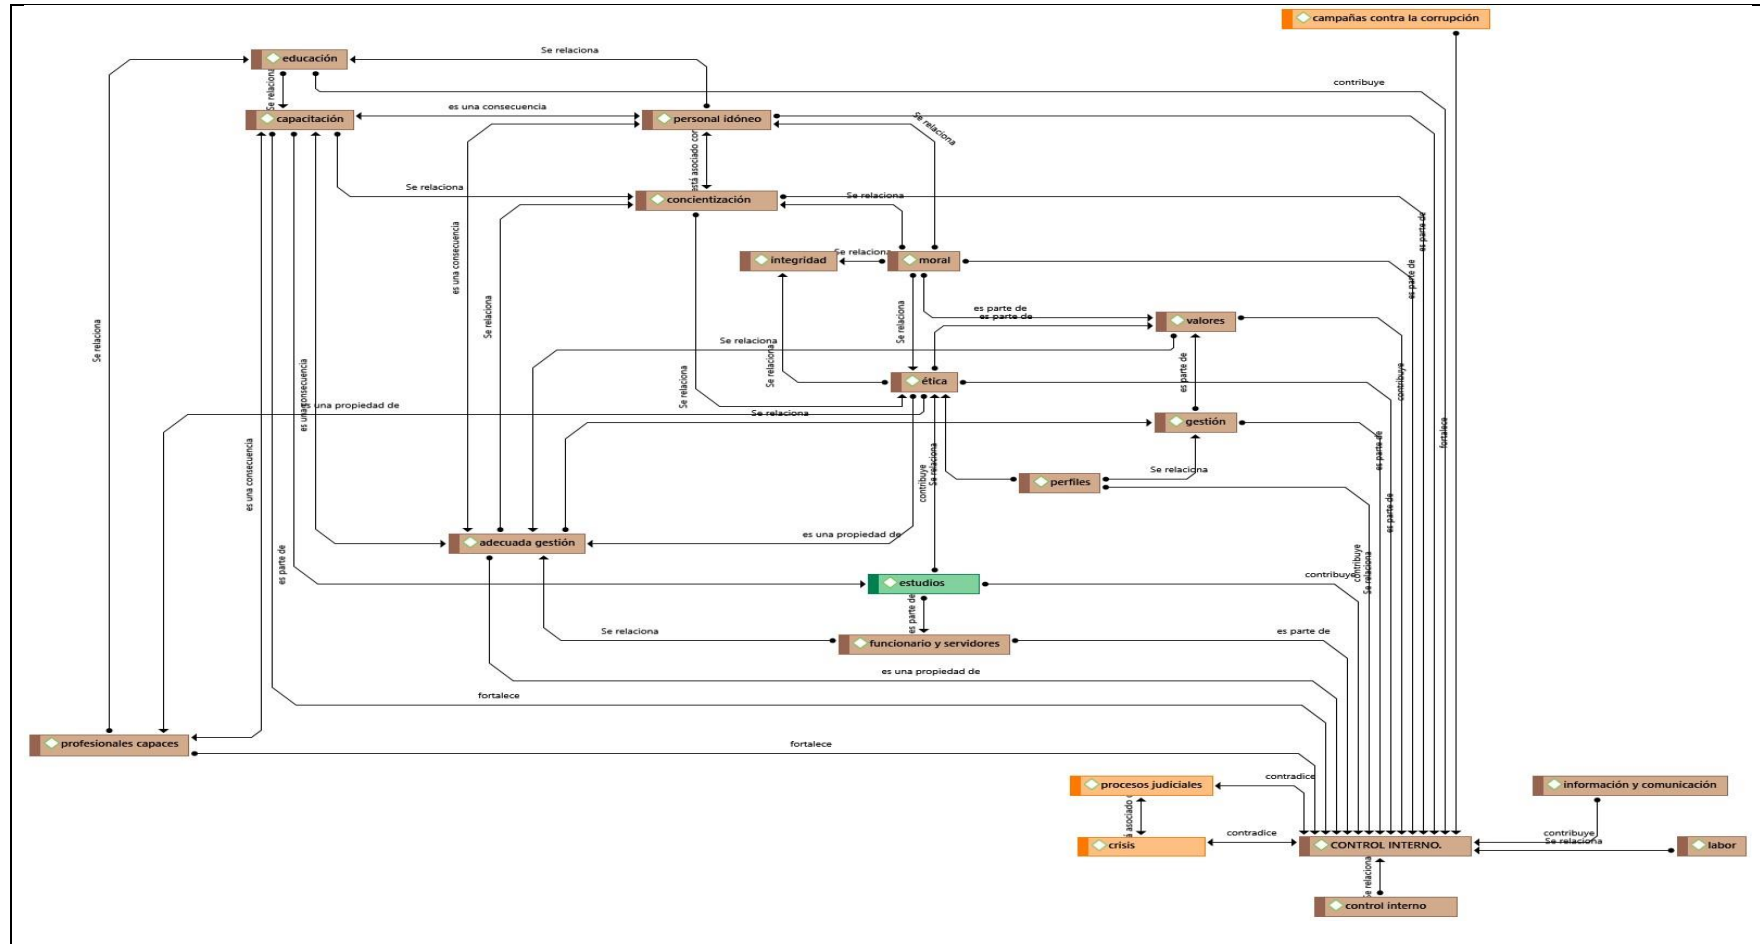 campañas contra la corrupción
Se relaciona
educación
contribuye
Se relaciona
es una consecuencia
capacitación
personal idóneo
Se relaciona
está asociado con
Se relaciona
concientización
Se relaciona
es parte de
es una consecuencia
integridad
Se relaciona
moral
es parte de
Se relaciona
Se relaciona
Se relaciona
es parte de
es parte de
valores
Se relaciona
Se relaciona
es parte de
contribuye
ética
es una consecuencia
Se relaciona
es una propiedad de
Se relaciona
gestión
fortalece
es una consecuencia
contribuye
Se relaciona
Se relaciona
es parte de
perfiles
es parte de
es una propiedad de
adecuada gestión
es parte de
contribuye
Se relaciona
estudios
contribuye
es parte de
Se relaciona
es parte de
funcionario y servidores
es una propiedad de
fortalece
profesionales capaces
fortalece
contradice
procesos judiciales
información y comunicación
á asociado c
contradice
contribuye
Se relaciona
crisis
CONTROL INTERNO.
labor
Se relaciona
control interno